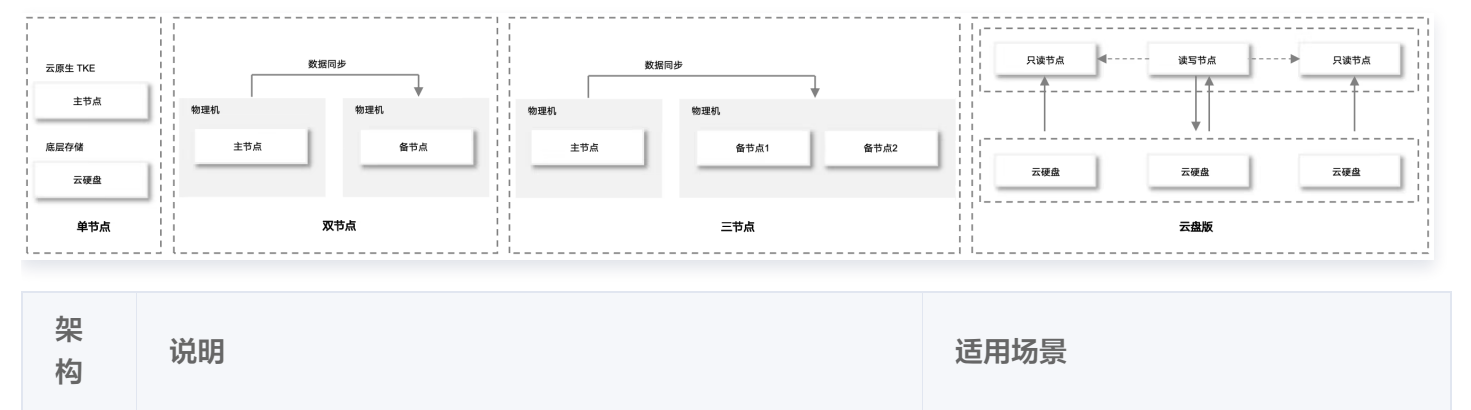 云原生 TKE
主节点
底层存储
云硬盘
单节点
数据同步
物理机
主节点
物理机
备节点
双节点
数据同步
物理机
主节点
物理机
备节点1
备节点2
三节点
只读节点
读写节点
只读节点
云硬盘
云硬盘
云硬盘
云盘版
架
构
说明
适用场景